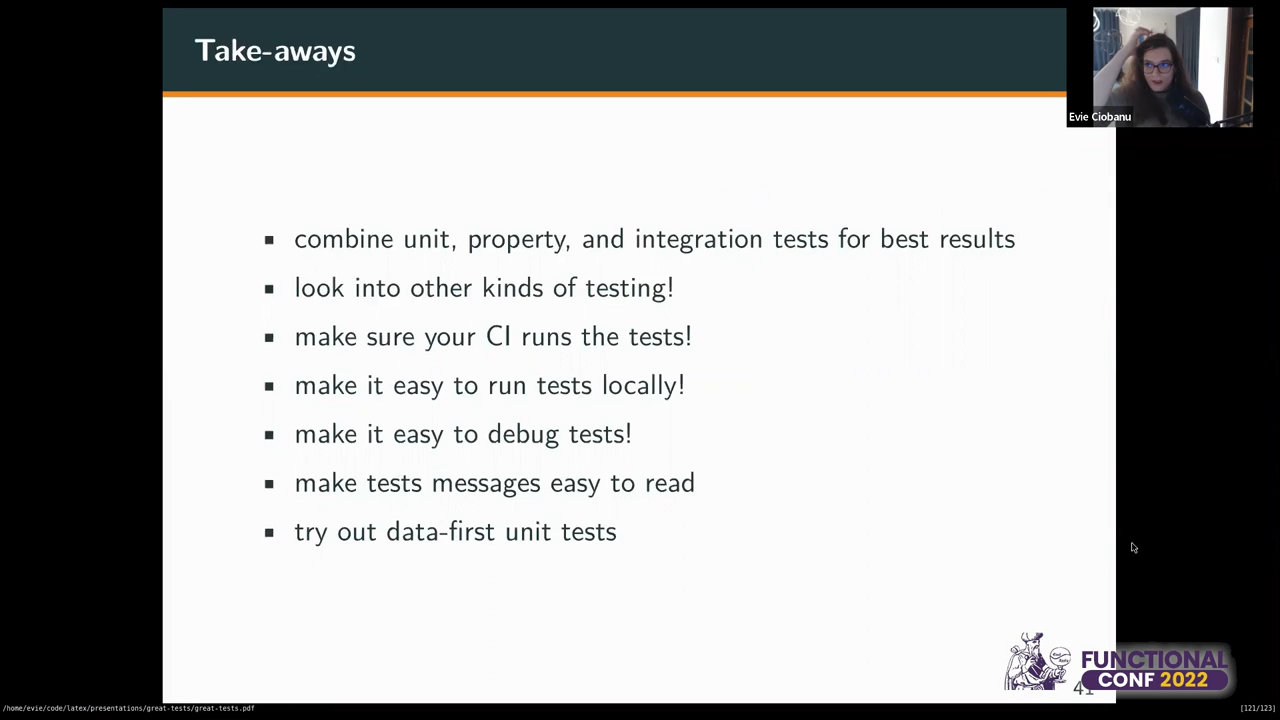 Take-aways
Evie Ciobanu
combine unit, property, and integration tests for best results
look into other kinds of testing!
make sure your CI runs the tests!
make it easy to run tests locally!
make it easy to debug tests!
make tests messages easy to read
try out data-first unit tests
FUNCTIONAL
CONF 2022
41
/home/evie/code/latex/presentations/great-tests/great-tests.pdf
[121/123]